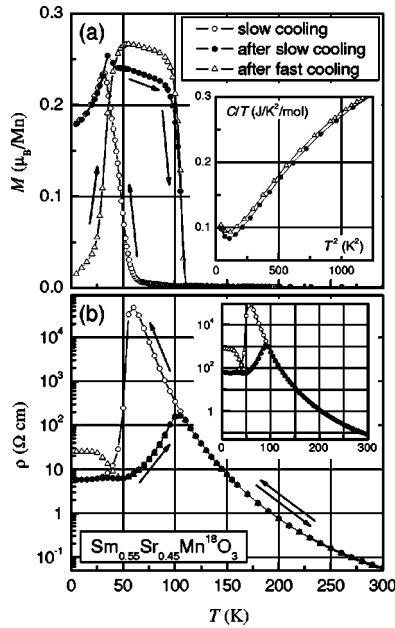 0.3
0.2
0.1
0.0
M (μB/Mn)
(a)
slow cooling
after slow cooling
after fast cooling
C/T (J/K²/mol)
0.3
0.2
0.1
T² (K²)
0
500
1000
(b)
10⁴
10³
10²
10
1
10⁻¹
ρ (Ω cm)
10⁴
10²
1
0
100
200
300
Sm0.55Sr0.45Mn¹⁸O₃
0
50
100
150
200
250
300
T (K)